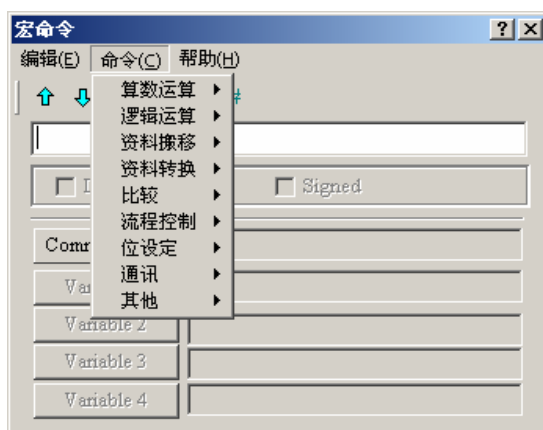 宏命令
编辑(E) 命令(C) 帮助(H)
算数运算
逻辑运算
资料搬移
资料转换
比较
流程控制
位设定
通讯
其他
Signed
Variable 2
Variable 3
Variable 4